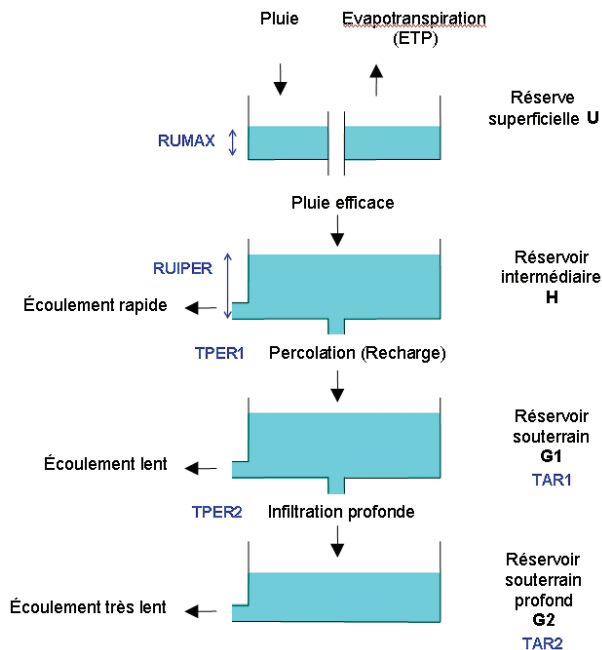 Pluie
Evapotranspiration
(ETP)
Réserve
superficielle U
RUMAX
Pluie efficace
RUIPER
Réservoir
intermédiaire
H
Écoulement rapide
TPER1
Percolation (Recharge)
Réservoir
souterrain
G1
TAR1
Écoulement lent
TPER2
Infiltration profonde
Réservoir
souterrain
profond
G2
TAR2
Écoulement très lent